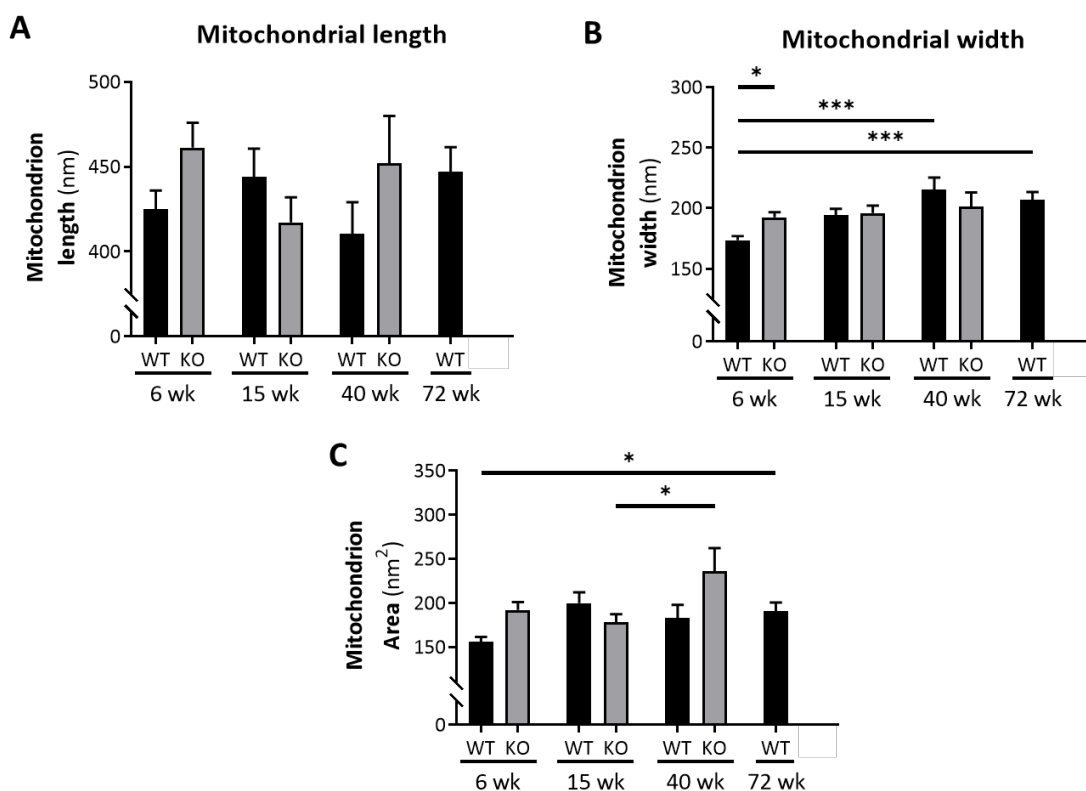 A
Mitochondrial length
Mitochondrion
length (nm)
500
450
400
0
WT KO WT KO WT KO WT
6 wk 15 wk 40 wk 72 wk
B
Mitochondrial width
Mitochondrion
width (nm)
300
250
200
150
0
*
***
***
WT KO WT KO WT KO WT
6 wk 15 wk 40 wk 72 wk
C
Mitochondrion
Area (nm²)
350
300
250
200
150
0
*
*
WT KO WT KO WT KO WT
6 wk 15 wk 40 wk 72 wk